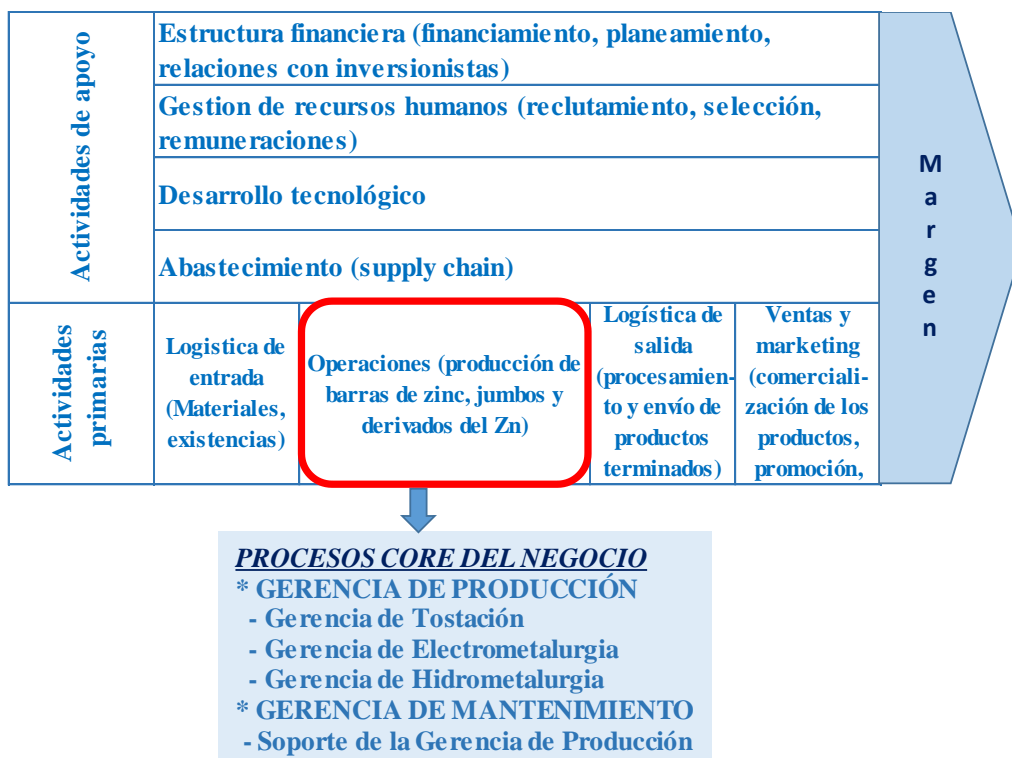 Actividades de apoyo
Estructura financiera (financiamiento, planeamiento,
relaciones con inversionistas)
Gestion de recursos humanos (reclutamiento, selección,
remuneraciones)
Desarrollo tecnológico
Abastecimiento (supply chain)
Actividades
primarias
Logistica de
entrada
(Materiales,
existencias)
Operaciones (producción de
barras de zinc, jumbos y
derivados del Zn)
Logística de
salida
(procesamien-
to y envío de
productos
terminados)
Ventas y
marketing
(comerciali-
zación de los
productos,
promoción,
Margen
PROCESOS CORE DEL NEGOCIO
* GERENCIA DE PRODUCCIÓN
- Gerencia de Tostación
- Gerencia de Electrometalurgia
- Gerencia de Hidrometalurgia
* GERENCIA DE MANTENIMIENTO
- Soporte de la Gerencia de Producción